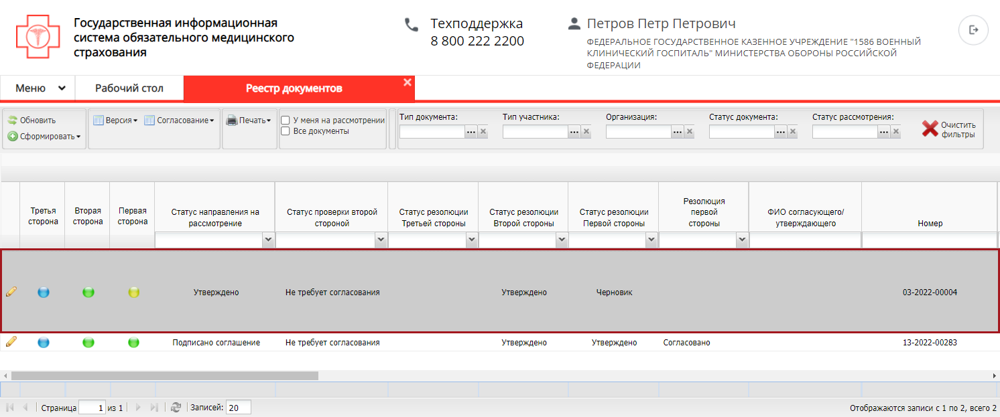 Государственная информационная
система обязательного медицинского
страхования
Техподдержка
8 800 222 2200
Петров Петр Петрович
ФЕДЕРАЛЬНОЕ ГОСУДАРСТВЕННОЕ КАЗЕННОЕ УЧРЕЖДЕНИЕ "1586 ВОЕННЫЙ
КЛИНИЧЕСКИЙ ГОСПИТАЛЬ" МИНИСТЕРСТВА ОБОРОНЫ РОССИЙСКОЙ
ФЕДЕРАЦИИ
Меню Рабочий стол Реестр документов
Обновить
Сформировать
Версия Согласование
Печать
У меня на рассмотрении
Все документы
Тип документа: Тип участника: Организация: Статус документа: Статус рассмотрения:
Очистить
фильтры
Третья
сторона
Вторая
сторона
Первая
сторона
Статус направления на
рассмотрение
Статус проверки второй
стороной
Статус резолюции
Третьей стороны
Статус резолюции
Второй стороны
Статус резолюции
Первой стороны
Резолюция
первой
стороны
ФИО согласующего/
утверждающего
Номер
Утверждено Не требует согласования Утверждено Черновик 03-2022-00004
Подписано соглашение Не требует согласования Утверждено Утверждено Согласовано 13-2022-00283
Страница 1 из 1 Записей: 20 Отображаются записи с 1 по 2, всего 2